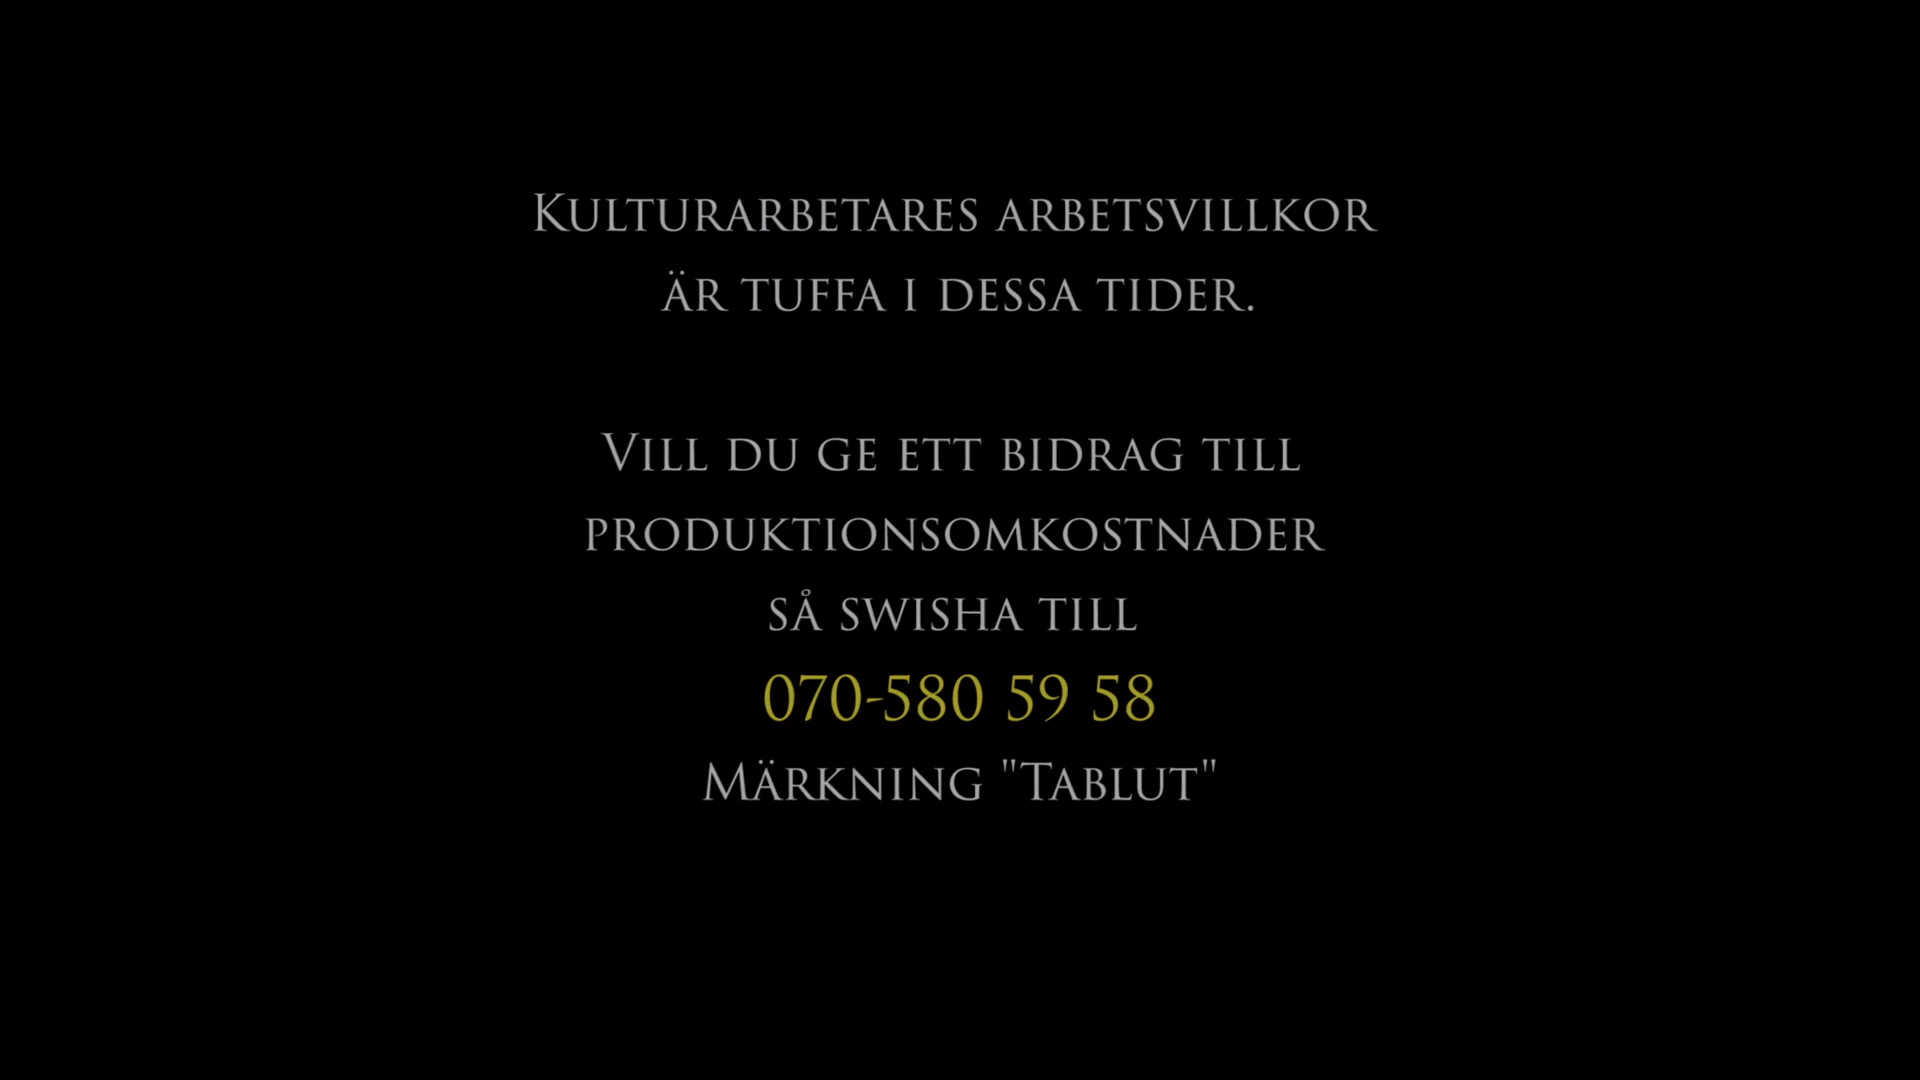 Kulturarbetares arbetsvillkor
är tuffa i dessa tider.
Vill du ge ett bidrag till
produktionsomkostnader
så swisha till
070-580 59 58
Märkning "Tablut"